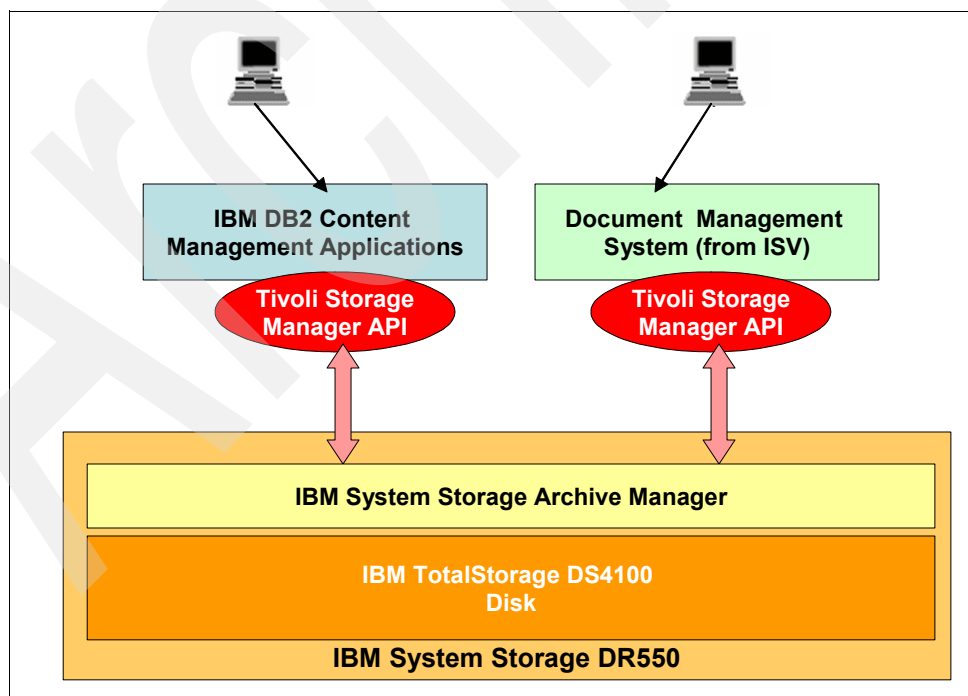 IBM DB2 Content
Management Applications
Document Management
System (from ISV)
Tivoli Storage
Manager API
Tivoli Storage
Manager API
IBM System Storage Archive Manager
IBM TotalStorage DS4100
Disk
IBM System Storage DR550